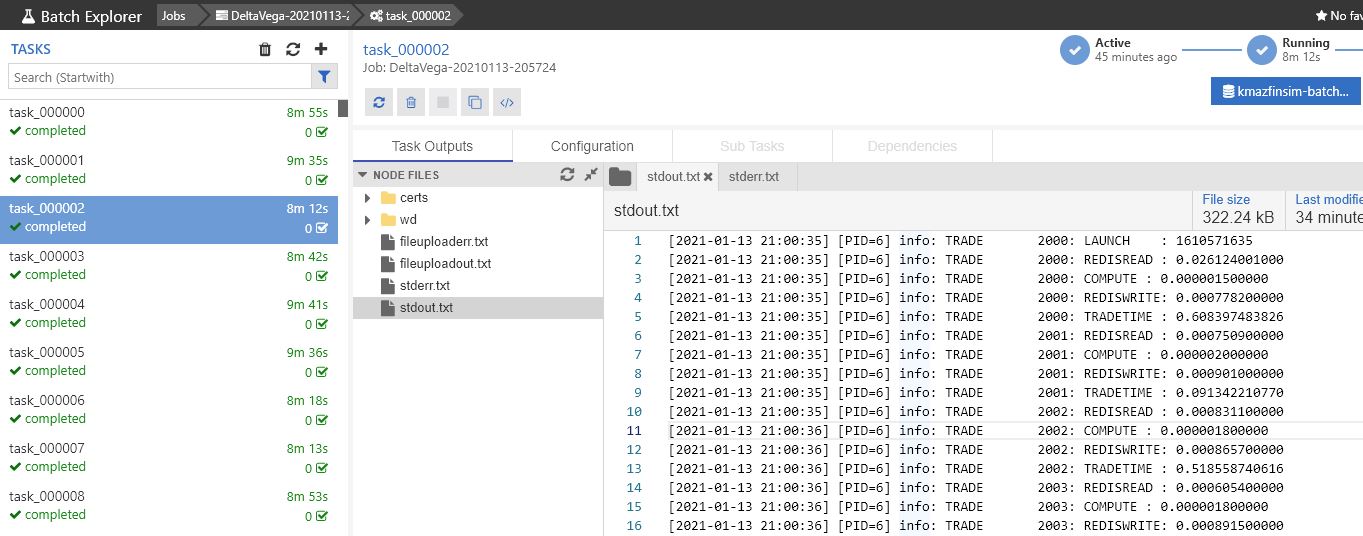 Batch Explorer Jobs DeltaVega-20210113-2 task_000002 No fav
TASKS
Search (Startwith)
task_000000 8m 55s
completed 0
task_000001 9m 35s
completed 0
task_000002 8m 12s
completed 0
task_000003 8m 42s
completed 0
task_000004 9m 41s
completed 0
task_000005 9m 36s
completed 0
task_000006 8m 18s
completed 0
task_000007 8m 13s
completed 0
task_000008 8m 53s
completed 0
task_000002
Job: DeltaVega-20210113-205724
Active
45 minutes ago
Running
8m 12s
kmazfinsim-batch...
Task Outputs Configuration Sub Tasks Dependencies
NODE FILES
certs
wd
fileuploaderr.txt
fileuploadout.txt
stderr.txt
stdout.txt
stdout.txt stderr.txt
stdout.txt
File size
322.24 kB
Last modifie
34 minute
1 [2021-01-13 21:00:35] [PID=6] info: TRADE 2000: LAUNCH : 1610571635
2 [2021-01-13 21:00:35] [PID=6] info: TRADE 2000: REDISREAD : 0.026124001000
3 [2021-01-13 21:00:35] [PID=6] info: TRADE 2000: COMPUTE : 0.000001500000
4 [2021-01-13 21:00:35] [PID=6] info: TRADE 2000: REDISWRITE: 0.000778200000
5 [2021-01-13 21:00:35] [PID=6] info: TRADE 2000: TRADETIME : 0.608397483826
6 [2021-01-13 21:00:35] [PID=6] info: TRADE 2001: REDISREAD : 0.000750900000
7 [2021-01-13 21:00:35] [PID=6] info: TRADE 2001: COMPUTE : 0.000002000000
8 [2021-01-13 21:00:35] [PID=6] info: TRADE 2001: REDISWRITE: 0.000901000000
9 [2021-01-13 21:00:35] [PID=6] info: TRADE 2001: TRADETIME : 0.091342210770
10 [2021-01-13 21:00:35] [PID=6] info: TRADE 2002: REDISREAD : 0.000831100000
11 [2021-01-13 21:00:36] [PID=6] info: TRADE 2002: COMPUTE : 0.000001800000
12 [2021-01-13 21:00:36] [PID=6] info: TRADE 2002: REDISWRITE: 0.000865700000
13 [2021-01-13 21:00:36] [PID=6] info: TRADE 2002: TRADETIME : 0.518558740616
14 [2021-01-13 21:00:36] [PID=6] info: TRADE 2003: REDISREAD : 0.000605400000
15 [2021-01-13 21:00:36] [PID=6] info: TRADE 2003: COMPUTE : 0.000001800000
16 [2021-01-13 21:00:36] [PID=6] info: TRADE 2003: REDISWRITE: 0.000891500000